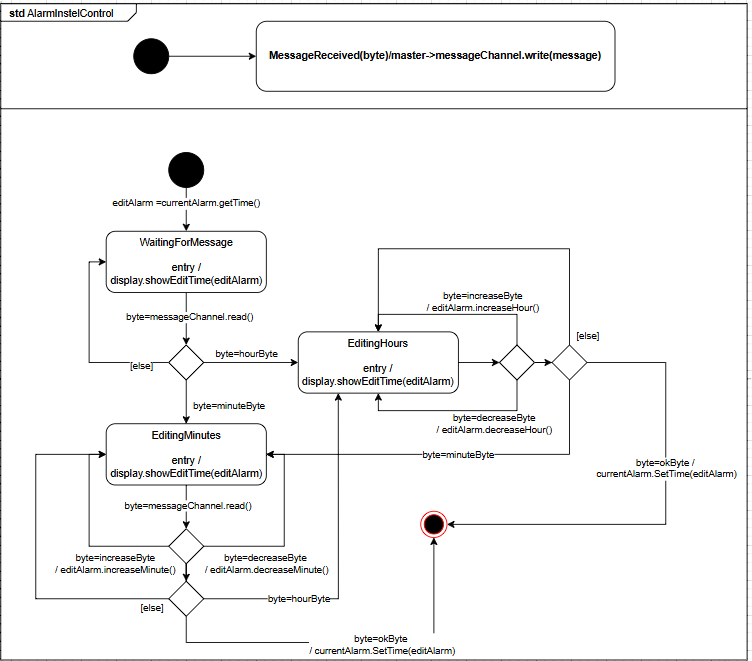 std AlarmInstelControl
MessageReceived(byte)/master->messageChannel.write(message)
editAlarm =currentAlarm.getTime()
WaitingForMessage
entry /
display.showEditTime(editAlarm)
byte=messageChannel.read()
[else]
byte=hourByte
byte=minuteByte
EditingHours
entry /
display.showEditTime(editAlarm)
byte=increaseByte
/ editAlarm.increaseHour()
[else]
byte=decreaseByte
/ editAlarm.decreaseHour()
byte=minuteByte
byte=okByte /
currentAlarm.SetTime(editAlarm)
EditingMinutes
entry /
display.showEditTime(editAlarm)
byte=messageChannel.read()
byte=increaseByte
/ editAlarm.increaseMinute()
byte=decreaseByte
/ editAlarm.decreaseMinute()
[else]
byte=hourByte
byte=okByte
/ currentAlarm.SetTime(editAlarm)